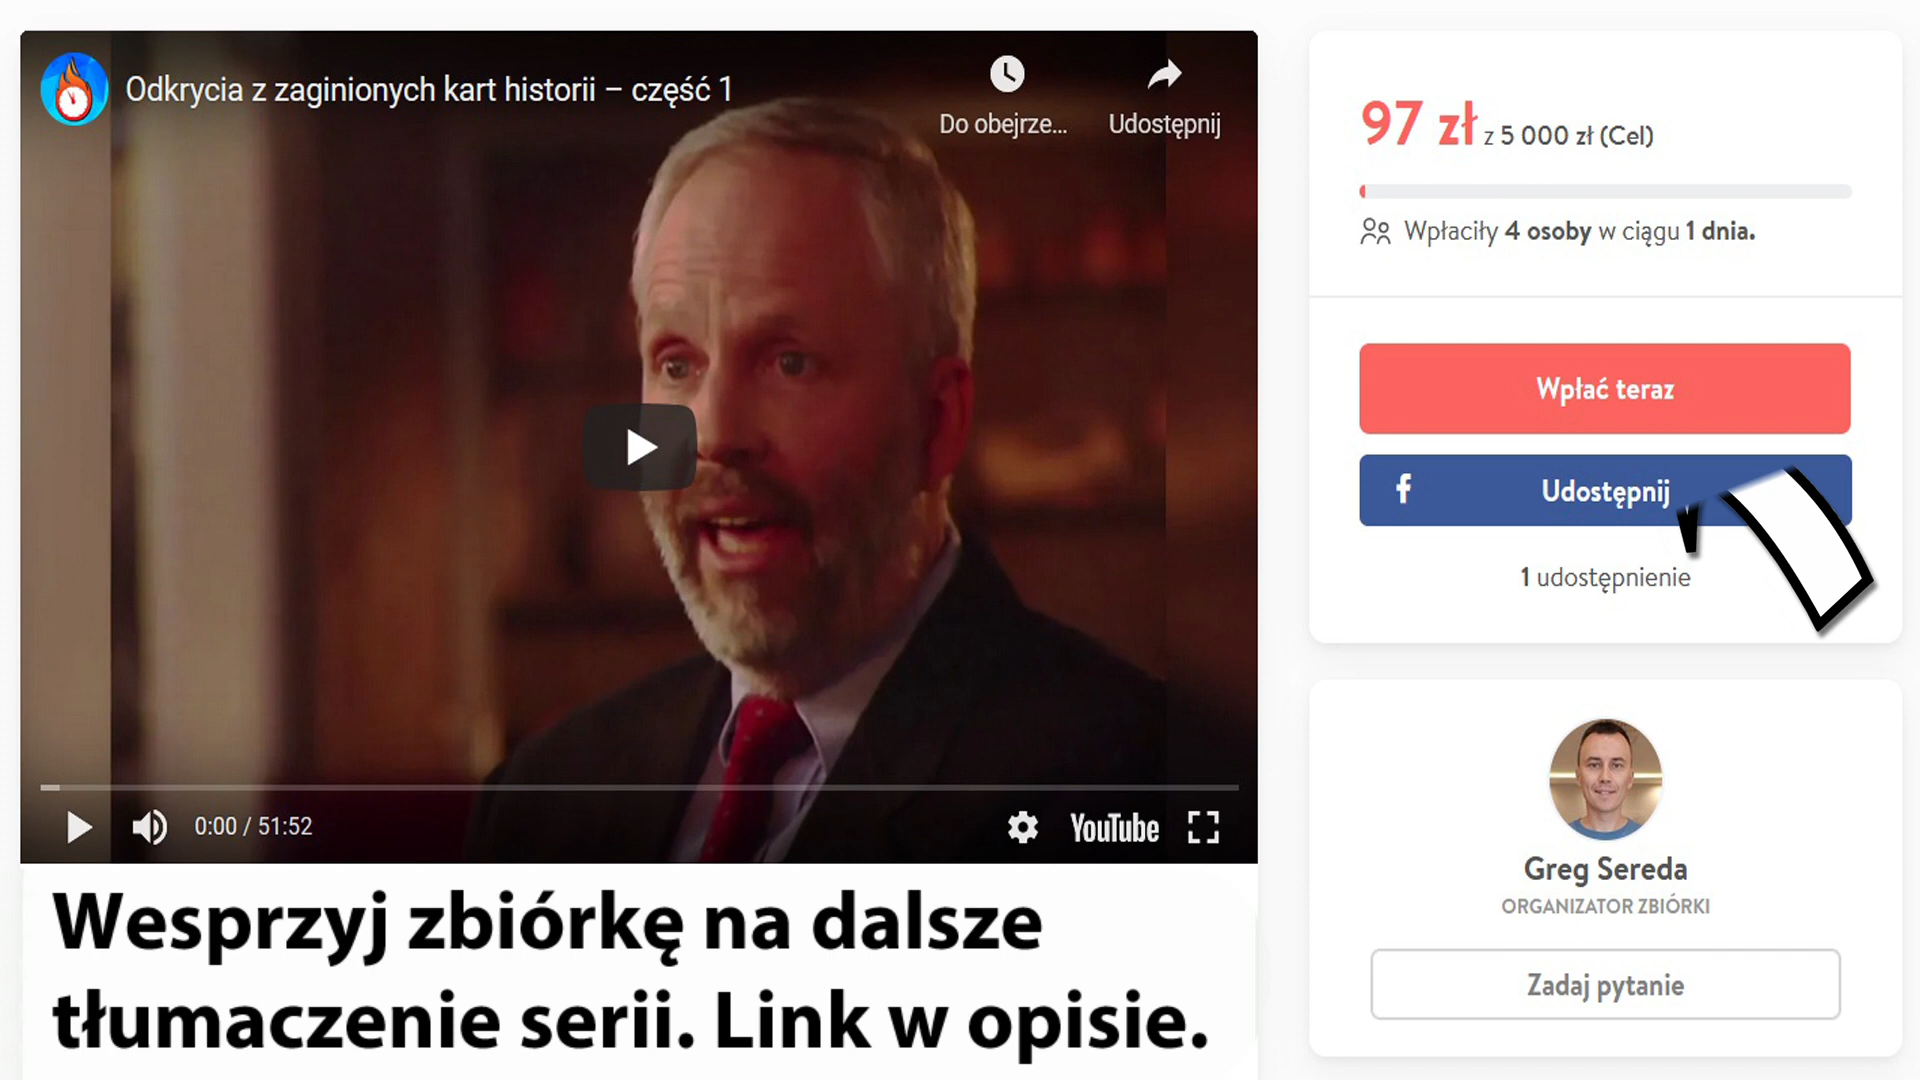 Odkrycia z zaginionych kart historii – część 1
Do obejrze...
Udostępnij
0:00 / 51:52
YouTube
Wesprzyj zbiórkę na dalsze
tłumaczenie serii. Link w opisie.
97 zł z 5 000 zł (Cel)
Wpłaciły 4 osoby w ciągu 1 dnia.
Wpłać teraz
f Udostępnij
1 udostępnienie
Greg Sereda
ORGANIZATOR ZBIÓRKI
Zadaj pytanie